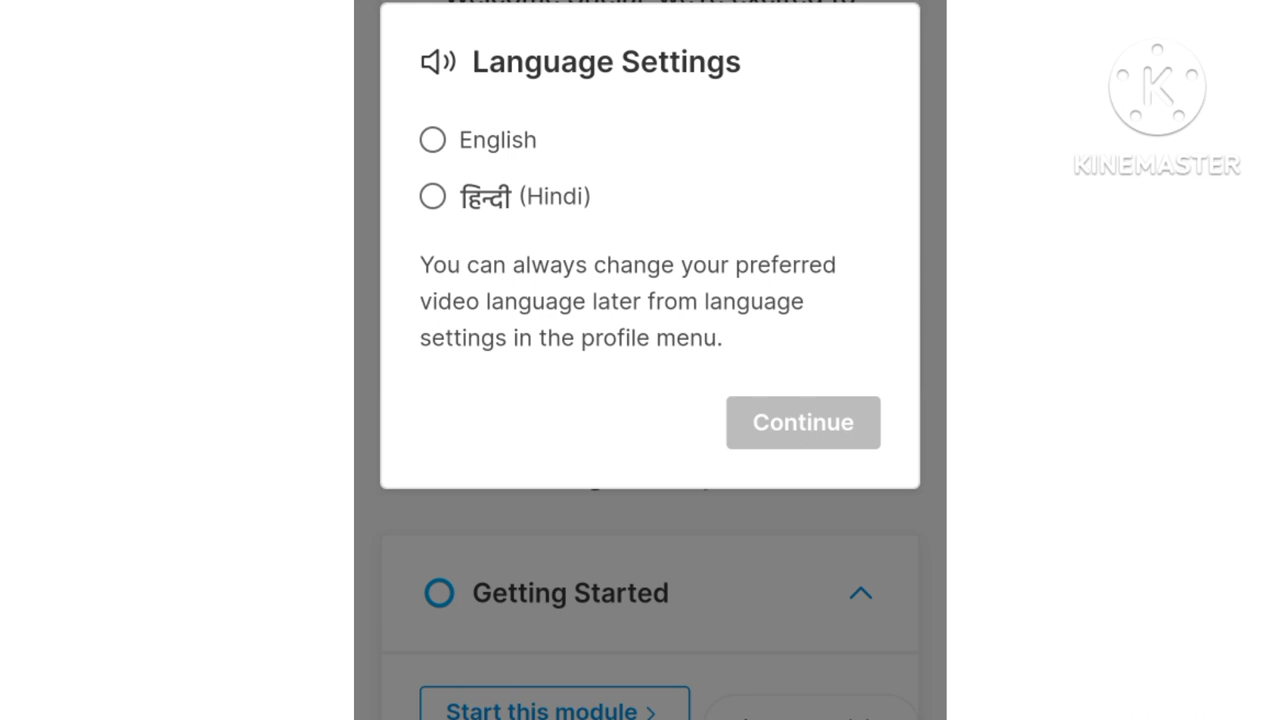 Language Settings
English
हिन्दी (Hindi)
You can always change your preferred
video language later from language
settings in the profile menu.
Continue
Getting Started
Start this module >
K
KINEMASTER